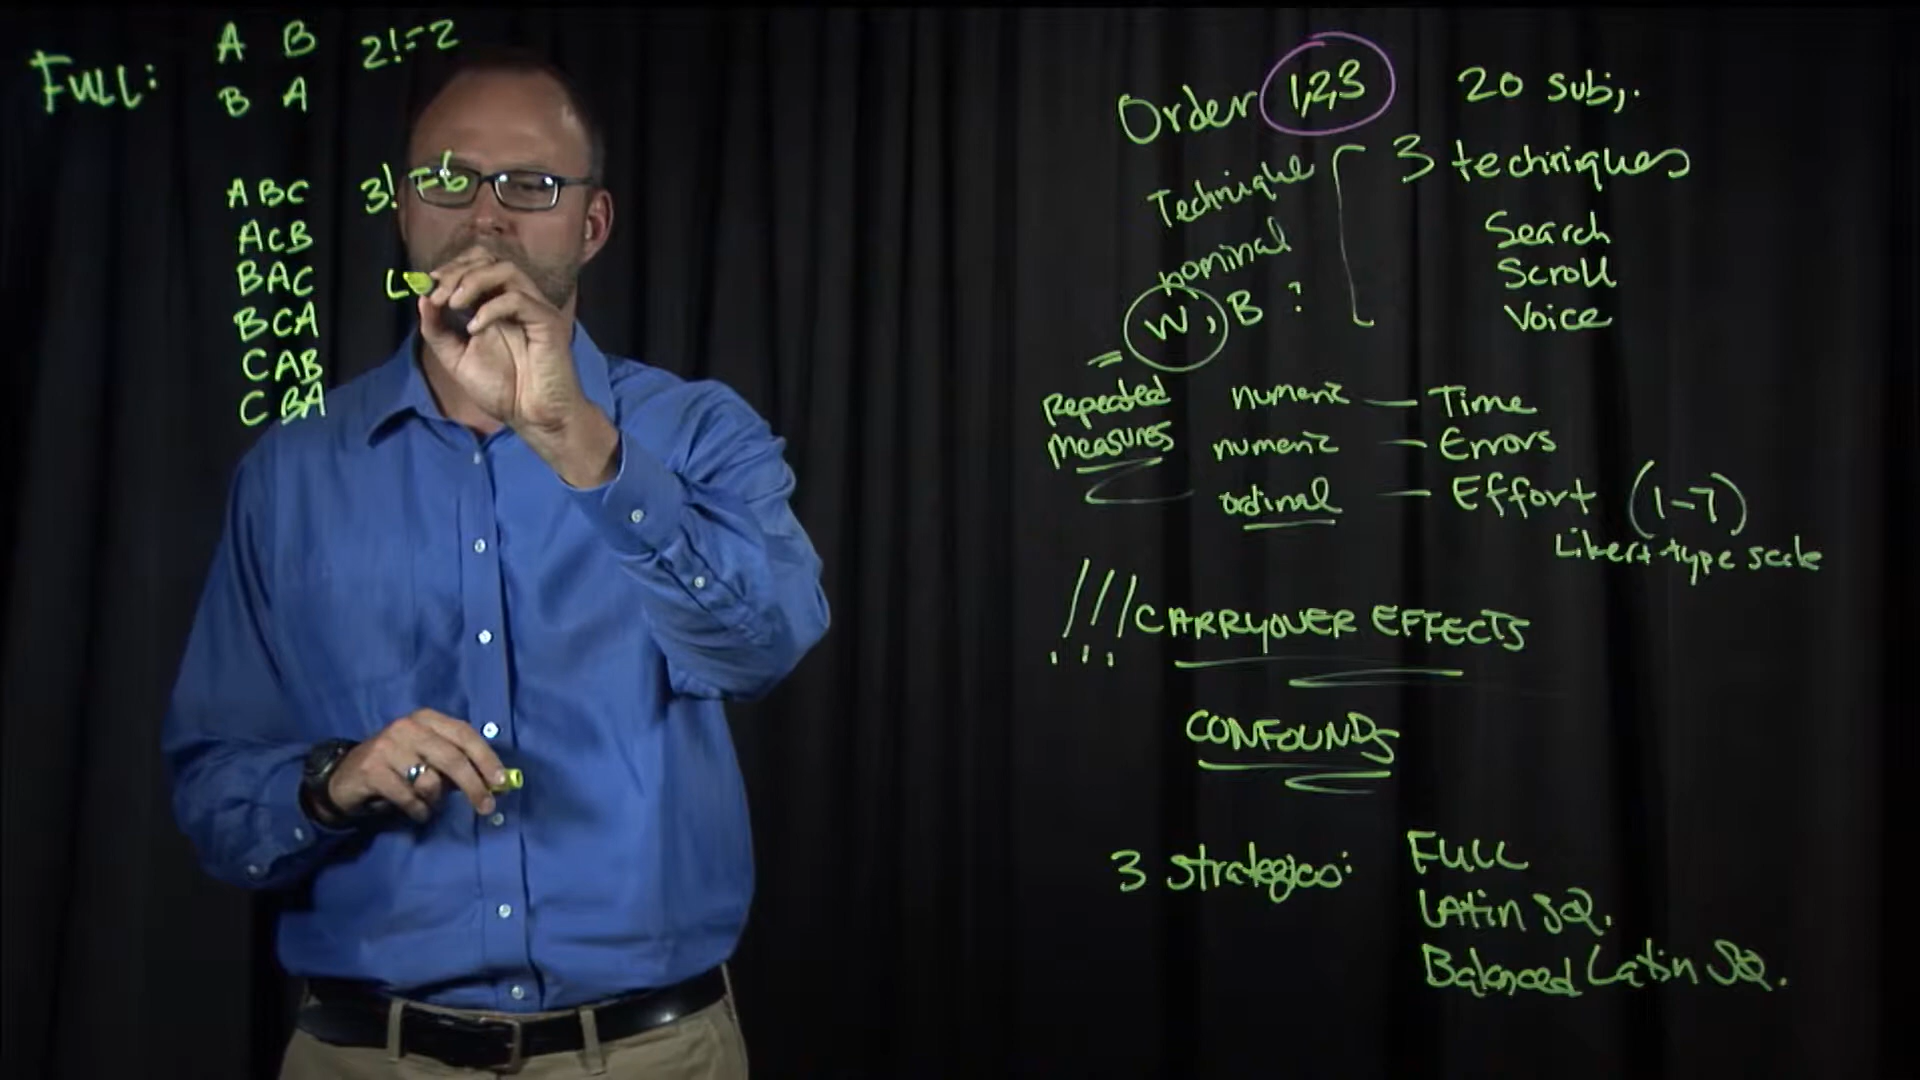 FULL:
A B 2!=2
B A
ABC 3!=6
ACB
BAC
BCA
CAB
CBA
Order 1,2,3 20 subj.
Technique 3 techniques
nominal Search
Scroll
W, B ? Voice
=
Repeated numeric — Time
Measures numeric — Errors
ordinal — Effort (1-7)
Likert-type scale
!!! CARRYOVER EFFECTS
CONFOUNDS
3 Strategies: FULL
Latin SQ.
Balanced Latin SQ.